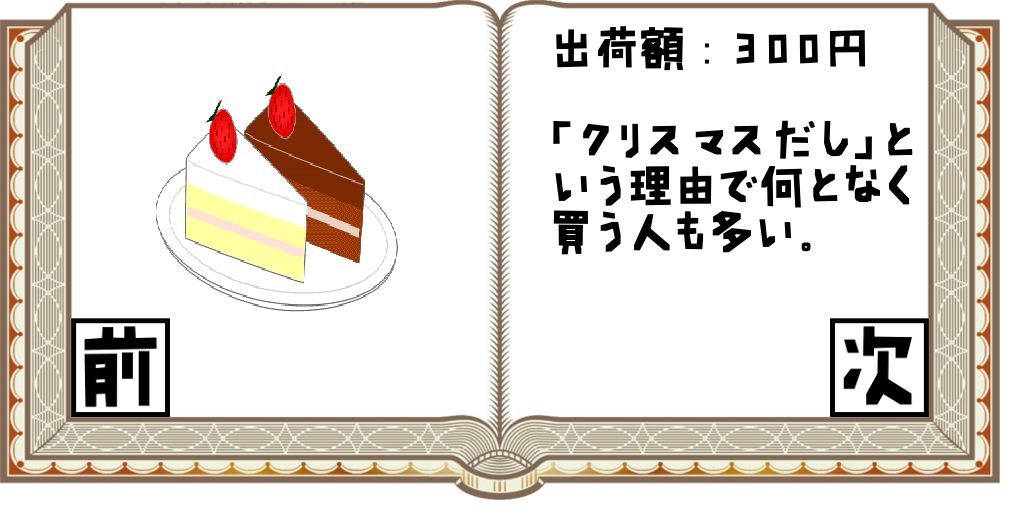 出荷額：３００円
「クリスマスだし」と
いう理由で何となく
買う人も多い。
前
次